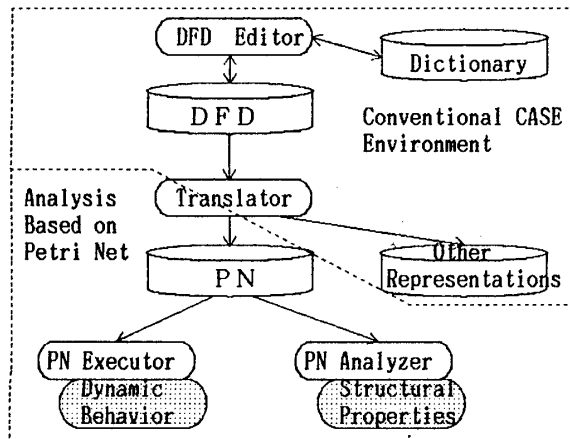 DFD Editor
Dictionary
DFD
Conventional CASE
Environment
Analysis
Based on
Petri Net
Translator
PN
Other
Representations
PN Executor
Dynamic
Behavior
PN Analyzer
Structural
Properties